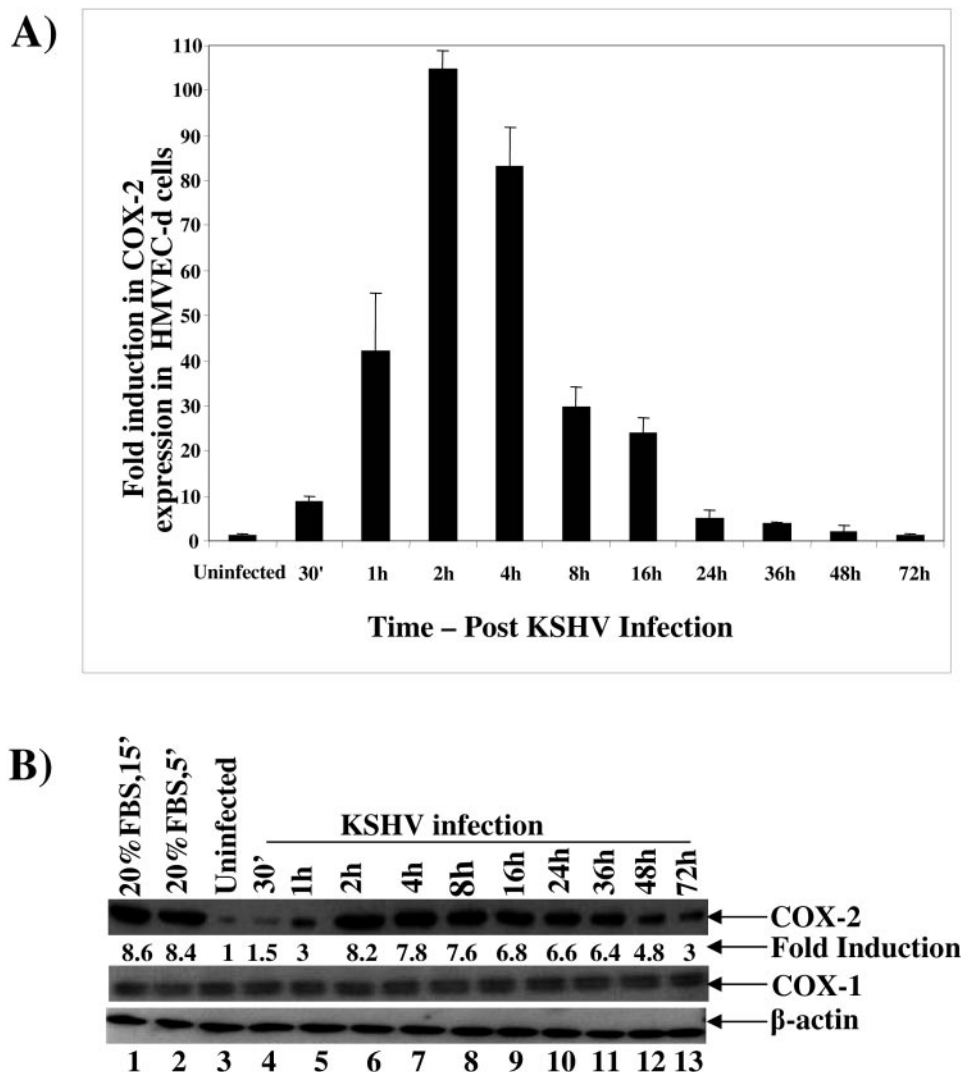 A)
Fold induction in COX-2
expression in HMVEC-d cells
110
100
90
80
70
60
50
40
30
20
10
0
Uninfected 30' 1h 2h 4h 8h 16h 24h 36h 48h 72h
Time – Post KSHV Infection
B)
20%FBS,15’
20%FBS,5’
Uninfected
KSHV infection
30’ 1h 2h 4h 8h 16h 24h 36h 48h 72h
COX-2
8.6 8.4 1 1.5 3 8.2 7.8 7.6 6.8 6.6 6.4 4.8 3 Fold Induction
COX-1
β-actin
1 2 3 4 5 6 7 8 9 10 11 12 13